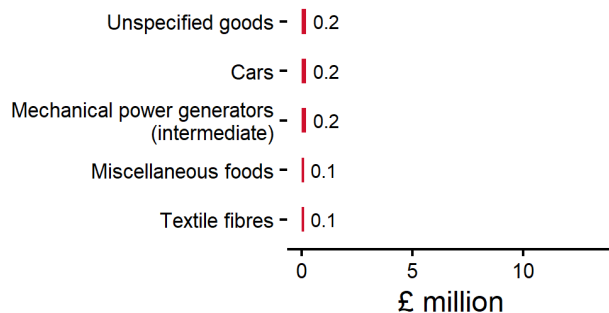 Unspecified goods 0.2
Cars 0.2
Mechanical power generators
(intermediate) 0.2
Miscellaneous foods 0.1
Textile fibres 0.1
0 5 10
£ million